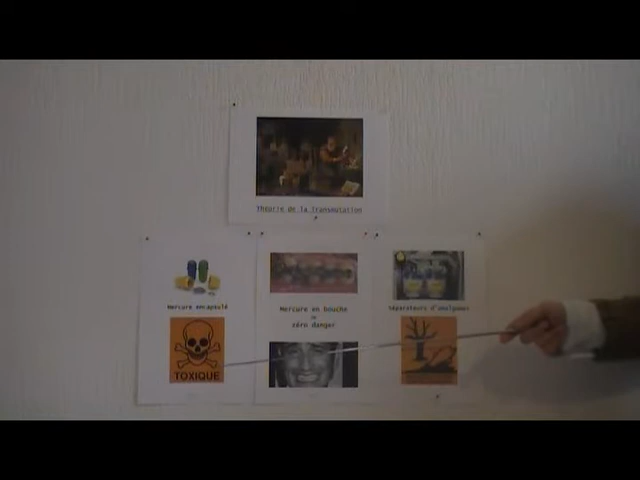 Théorie de la Transmutation
Mercure encapsulé
TOXIQUE
Mercure en bouche
zéro danger
Séparateurs d'amalgames